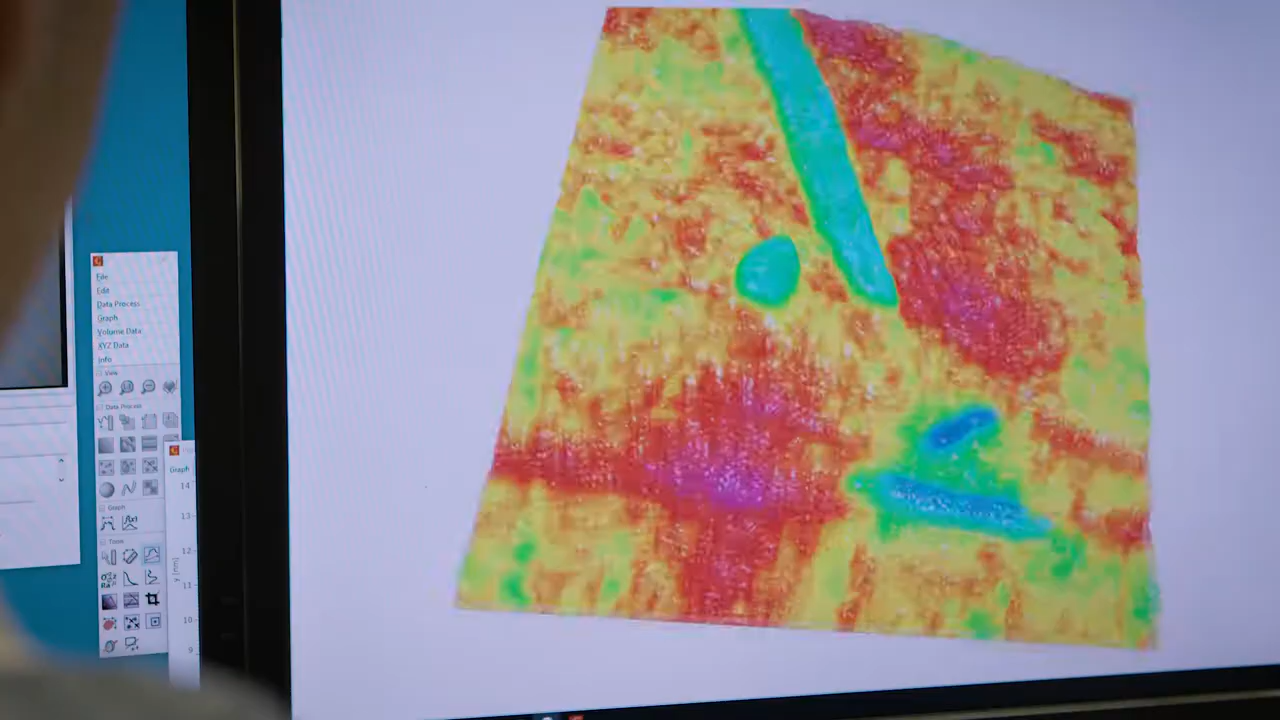 File
Edit
Data Process
Graph
Volume Data
XYZ Data
Info
View
Data Process
Graph
Tools
Graph
14
13
12
11
10
9
y [nm]